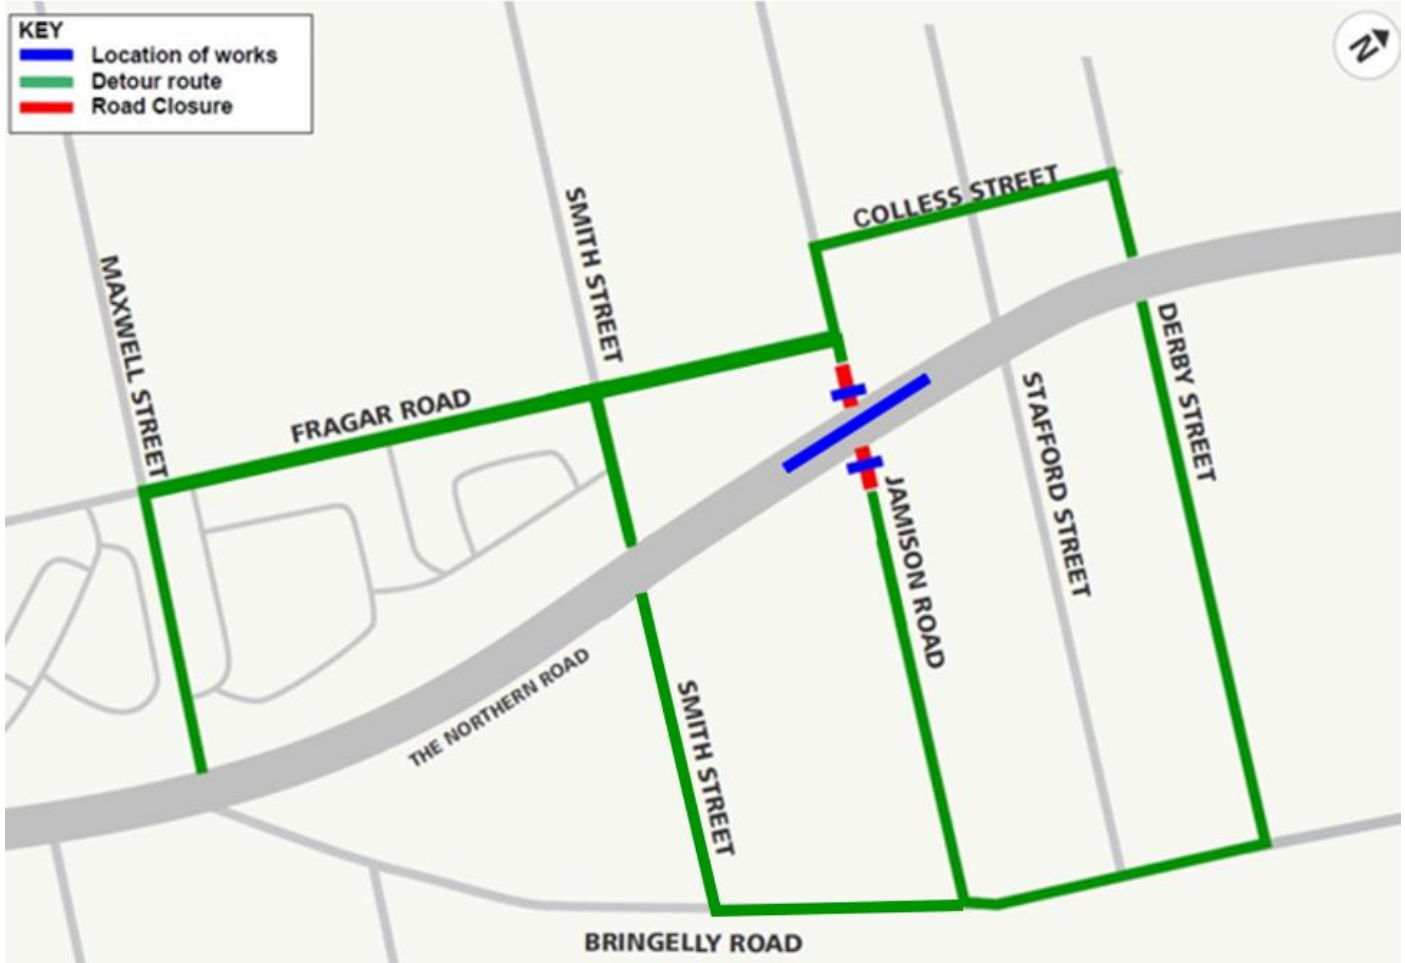 KEY
Location of works
Detour route
Road Closure
N
COLLESS STREET
SMITH STREET
MAXWELL STREET
DERBY STREET
STAFFORD STREET
FRAGAR ROAD
JAMISON ROAD
THE NORTHERN ROAD
SMITH STREET
BRINGELLY ROAD